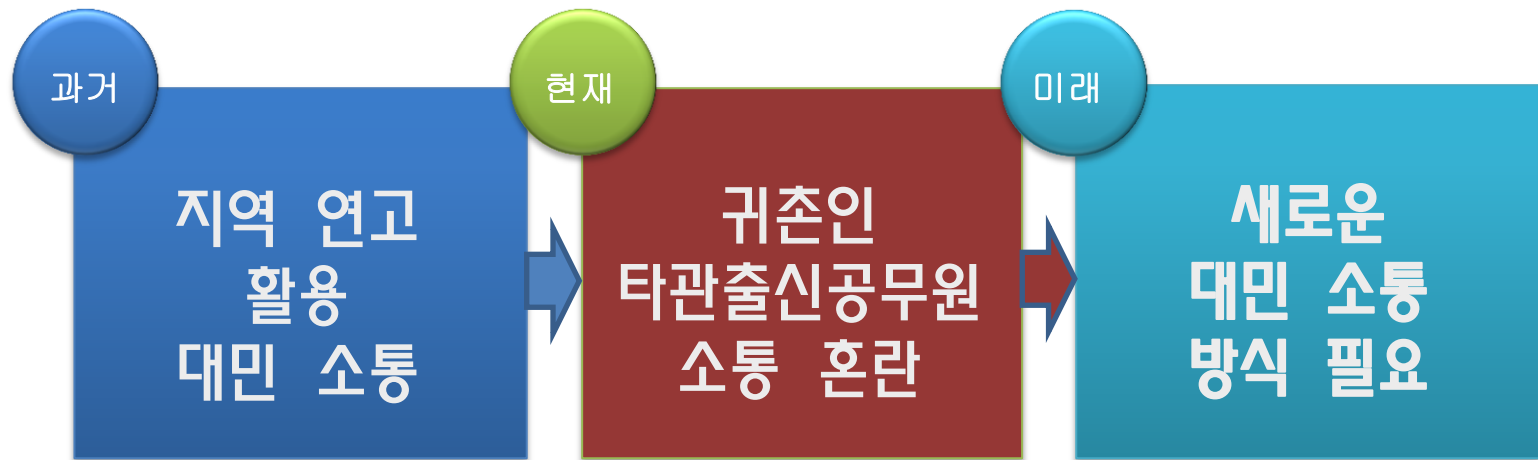 과거
지역 연고
활용
대민 소통
현재
귀촌인
타관출신공무원
소통 혼란
미래
새로운
대민 소통
방식 필요